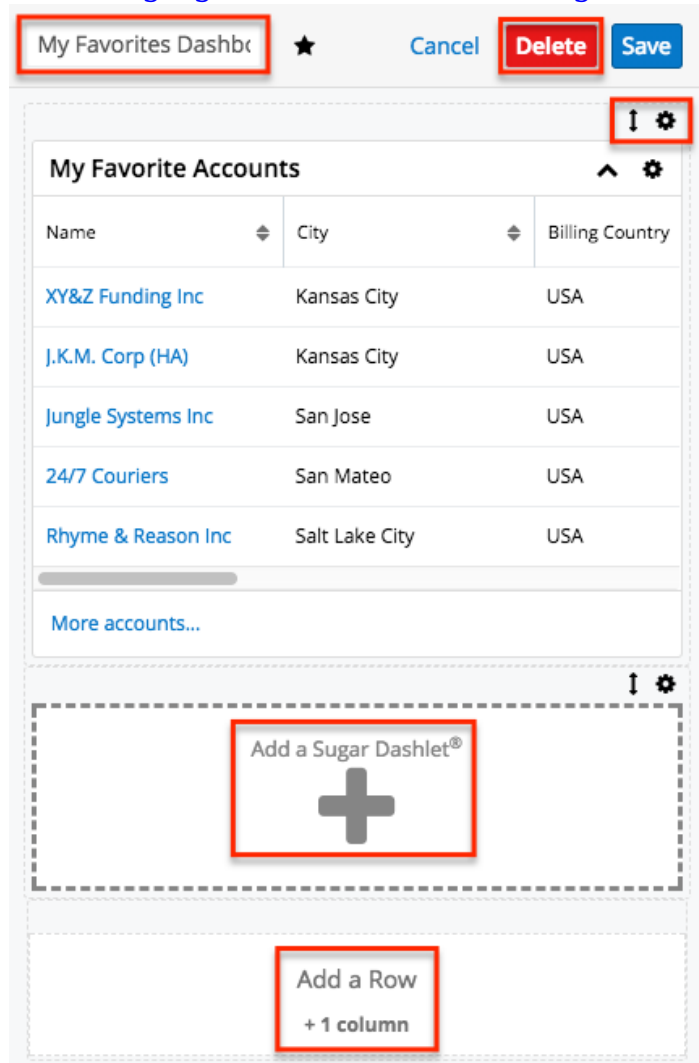 My Favorites Dashbo
Cancel
Delete
Save
My Favorite Accounts
Name
City
Billing Country
XY&Z Funding Inc
Kansas City
USA
J.K.M. Corp (HA)
Kansas City
USA
Jungle Systems Inc
San Jose
USA
24/7 Couriers
San Mateo
USA
Rhyme & Reason Inc
Salt Lake City
USA
More accounts...
Add a Sugar Dashlet®
Add a Row
+ 1 column